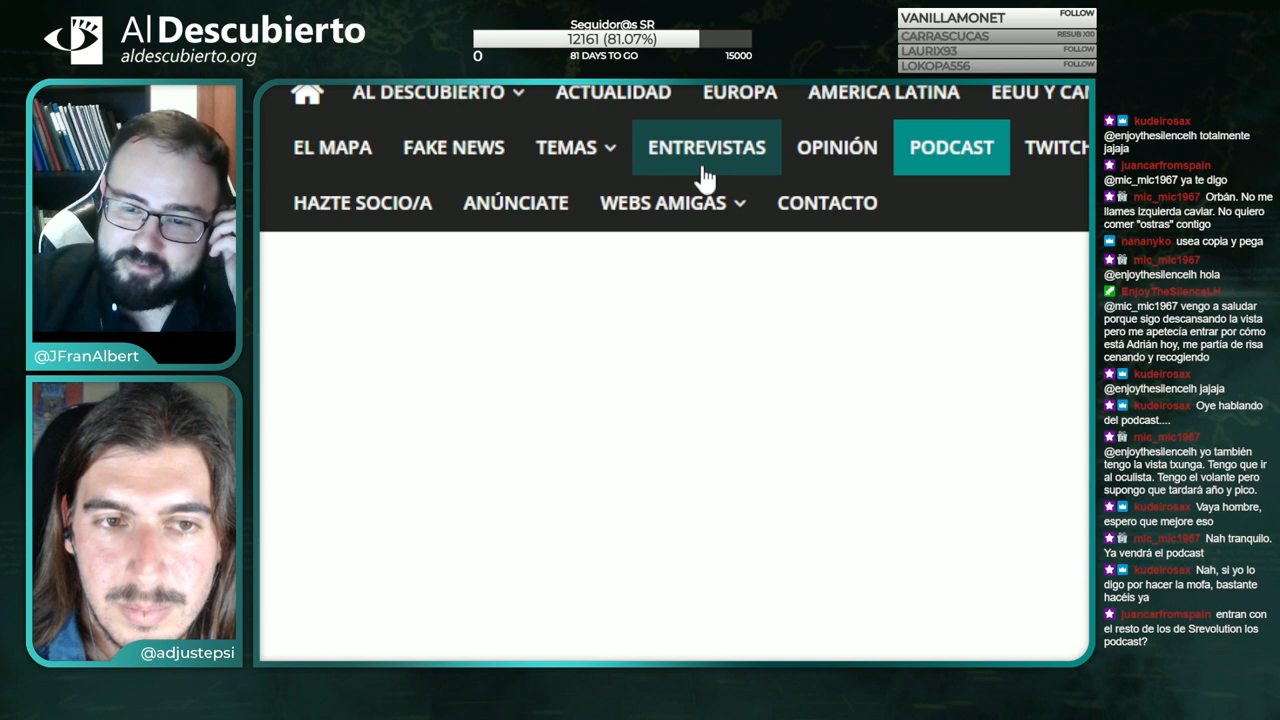 Al Descubierto
aldescubierto.org
Seguidor@s SR
12161 (81.07%)
0
81 DAYS TO GO
15000
VANILLAMONET FOLLOW
CARRASCUCAS RESUB X10
LAURIX93 FOLLOW
LOKOPA556 FOLLOW
AL DESCUBIERTO ACTUALIDAD EUROPA AMÉRICA LATINA EEUU Y CAN
EL MAPA FAKE NEWS TEMAS ENTREVISTAS OPINIÓN PODCAST TWITCH
HAZTE SOCIO/A ANÚNCIATE WEBS AMIGAS CONTACTO
@JFranAlbert
@adjustepsi
kudeirosax
@enjoythesilencelh totalmente
jajaja
juancarfromspain
@mic_mic1967 ya te digo
mic_mic1967 Orbán. No me
llames izquierda caviar. No quiero
comer "ostras" contigo
nananyko usea copia y pega
mic_mic1967
@enjoythesilencelh hola
EnjoyTheSilenceLH
@mic_mic1967 vengo a saludar
porque sigo descansando la vista
pero me apetecía entrar por cómo
está Adrián hoy, me partía de risa
cenando y recogiendo
kudeirosax
@enjoythesilencelh jajaja
kudeirosax Oye hablando
del podcast....
mic_mic1967
@enjoythesilencelh yo también
tengo la vista txunga. Tengo que ir
al oculista. Tengo el volante pero
supongo que tardará año y pico.
kudeirosax Vaya hombre,
espero que mejore eso
mic_mic1967 Nah tranquilo.
Ya vendrá el podcast
kudeirosax Nah, si yo lo
digo por hacer la mofa, bastante
hacéis ya
juancarfromspain entran con
el resto de los de Srevolution los
podcast?